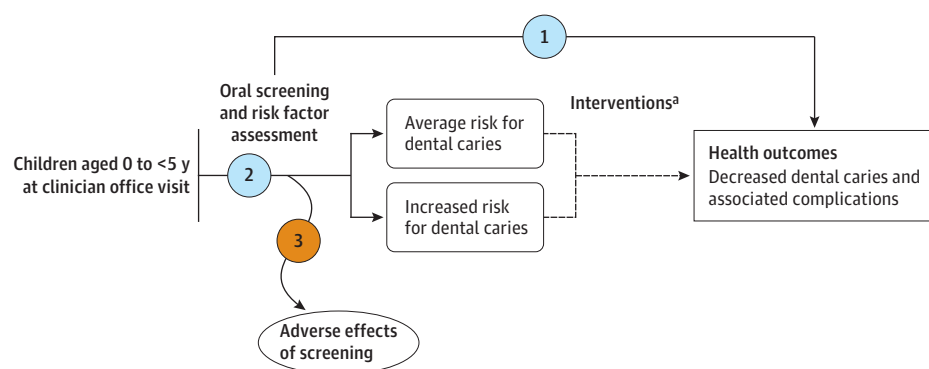 1
Oral screening
and risk factor
assessment
Interventionsᵃ
Average risk for
dental caries
Children aged 0 to <5 y
at clinician office visit
2
Health outcomes
Decreased dental caries and
associated complications
Increased risk
for dental caries
3
Adverse effects
of screening